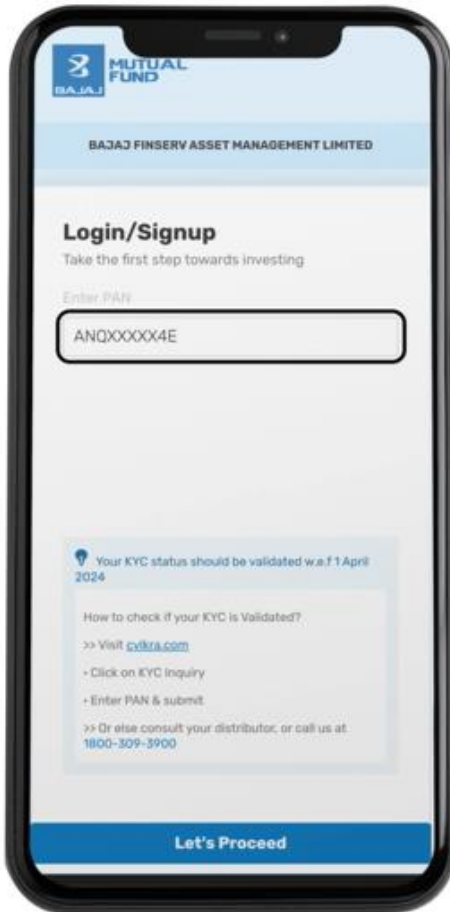 BAJAJ
MUTUAL
FUND
BAJAJ FINSERV ASSET MANAGEMENT LIMITED
Login/Signup
Take the first step towards investing
Enter PAN
ANQXXXXX4E
Your KYC status should be validated w.e.f 1 April
2024
How to check if your KYC is Validated?
>> Visit cvlkra.com
• Click on KYC Inquiry
• Enter PAN & submit
>> Or else consult your distributor, or call us at
1800-309-3900
Let's Proceed